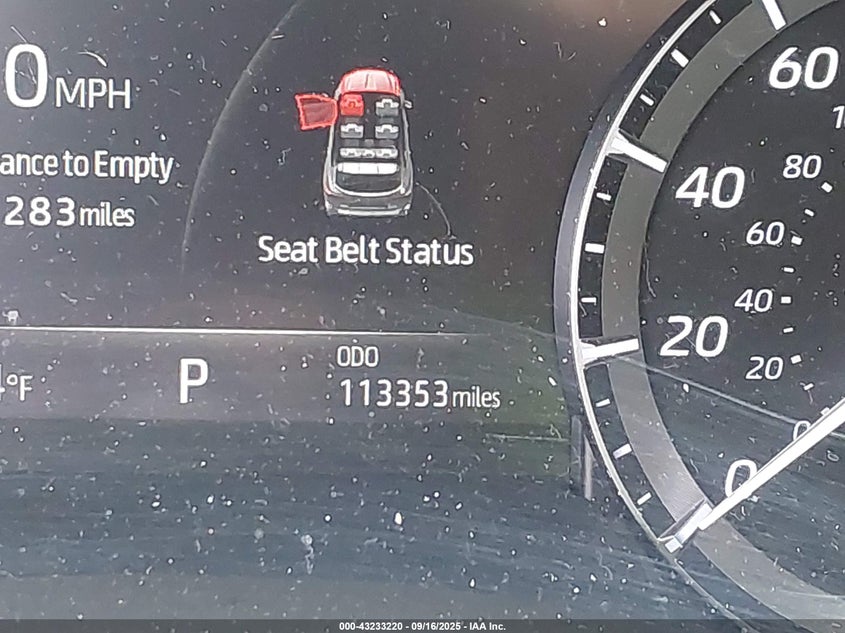 0 MPH
ance to Empty
283 miles
Seat Belt Status
°F
P
ODO
113353 miles
60
40
20
0
80
60
40
20
000-43233220 - 09/16/2025 - IAA Inc.